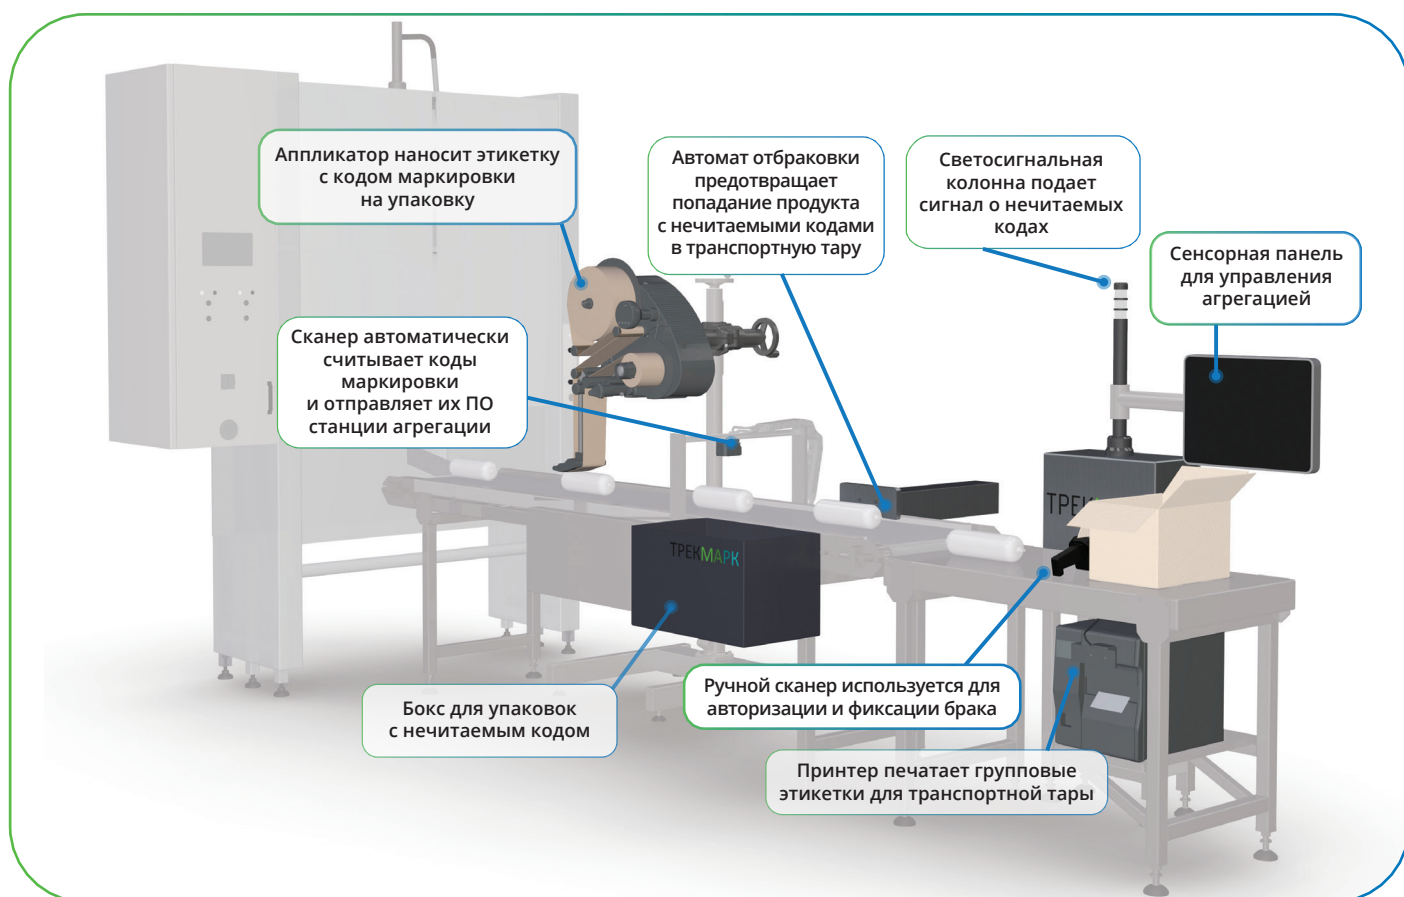 Аппликатор наносит этикетку
с кодом маркировки
на упаковку
Автомат отбраковки
предотвращает
попадание продукта
с нечитаемыми кодами
в транспортную тару
Светосигнальная
колонна подает
сигнал о нечитаемых
кодах
Сенсорная панель
для управления
агрегацией
Сканер автоматически
считывает коды
маркировки
и отправляет их ПО
станции агрегации
ТРЕК
ТРЕКМАРК
Бокс для упаковок
с нечитаемым кодом
Ручной сканер используется для
авторизации и фиксации брака
Принтер печатает групповые
этикетки для транспортной тары